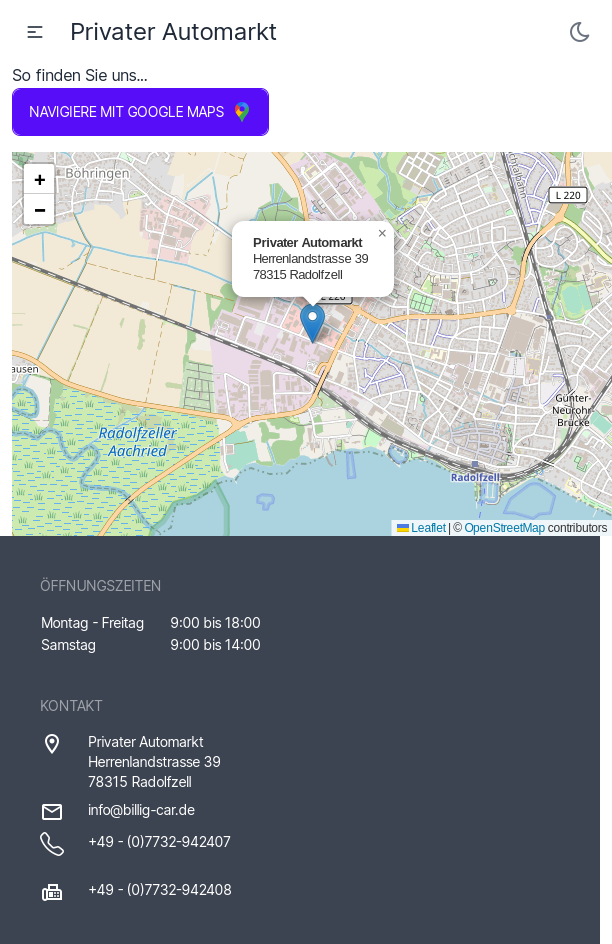 Privater Automarkt
So finden Sie uns...
NAVIGIERE MIT GOOGLE MAPS
+
−
Böhringen
L 220
×
Privater Automarkt
Herrenlandstrasse 39
78315 Radolfzell
L 220
ausen
Radolfzeller
Aachried
Günter-
Neurohr-
Brücke
Radolfzell
Leaflet | © OpenStreetMap contributors
ÖFFNUNGSZEITEN
Montag - Freitag 9:00 bis 18:00
Samstag 9:00 bis 14:00
KONTAKT
Privater Automarkt
Herrenlandstrasse 39
78315 Radolfzell
info@billig-car.de
+49 - (0)7732-942407
+49 - (0)7732-942408